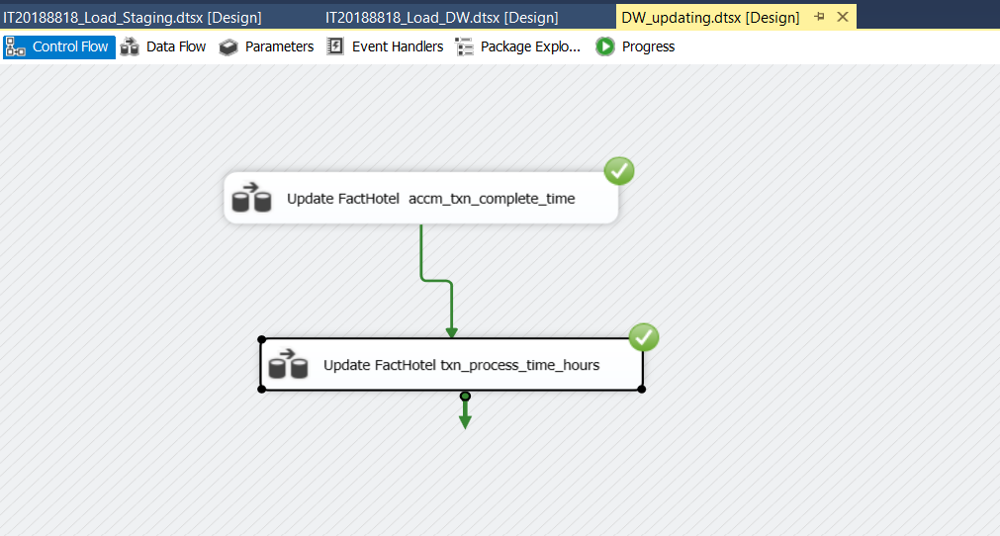 IT20188818_Load_Staging.dtsx [Design] IT20188818_Load_DW.dtsx [Design] DW_updating.dtsx [Design]
Control Flow Data Flow Parameters Event Handlers Package Explo... Progress
Update FactHotel accm_txn_complete_time
Update FactHotel txn_process_time_hours